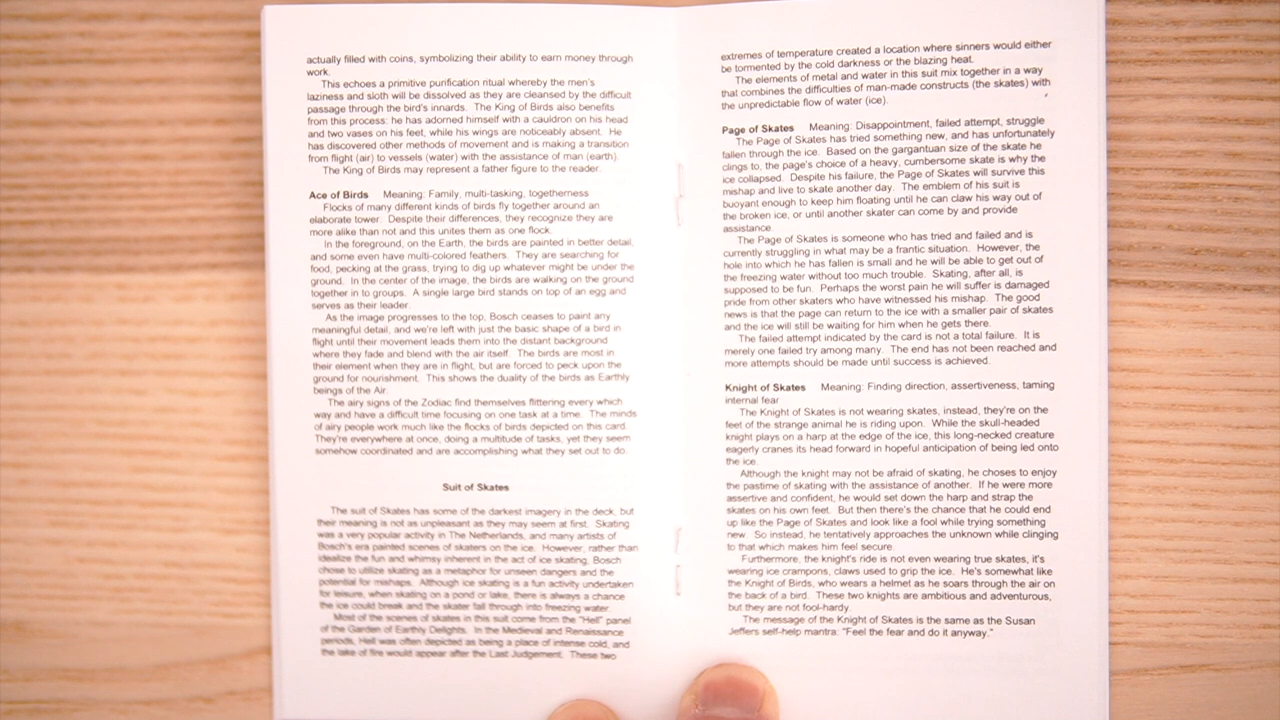 actually filled with coins, symbolizing their ability to earn money through
work.
This echoes a primitive purification ritual whereby the men's
laziness and sloth will be dissolved as they are cleansed by the difficult
passage through the bird's innards. The King of Birds also benefits
from this process: he has adorned himself with a cauldron on his head
and two vases on his feet, while his wings are noticeably absent. He
has discovered other methods of movement and is making a transition
from flight (air) to vessels (water) with the assistance of man (earth).
The King of Birds may represent a father figure to the reader.
Ace of Birds Meaning: Family, multi-tasking, togetherness
Flocks of many different kinds of birds fly together around an
elaborate tower. Despite their differences, they recognize they are
more alike than not and this unites them as one flock.
In the foreground, on the Earth, the birds are painted in better detail,
and some even have multi-colored feathers. They are searching for
food, pecking at the grass, trying to dig up whatever might be under the
ground. In the center of the image, the birds are walking on the ground
together in to groups. A single large bird stands on top of an egg and
serves as their leader.
As the image progresses to the top, Bosch ceases to paint any
meaningful detail, and we're left with just the basic shape of a bird in
flight until their movement leads them into the distant background
where they fade and blend with the air itself. The birds are most in
their element when they are in flight, but are forced to peck upon the
ground for nourishment. This shows the duality of the birds as Earthly
beings of the Air.
The airy signs of the Zodiac find themselves flittering every which
way and have a difficult time focusing on one task at a time. The minds
of airy people work much like the flocks of birds depicted on this card.
They're everywhere at once, doing a multitude of tasks, yet they seem
somehow coordinated and are accomplishing what they set out to do.
Suit of Skates
The suit of Skates has some of the darkest imagery in the deck, but
their meaning is not as unpleasant as they may seem at first. Skating
was a very popular activity in The Netherlands, and many artists of
Bosch's era painted scenes of skaters on the ice. However, rather than
idealize the fun and whimsy inherent in the act of ice skating, Bosch
chose to utilize skating as a metaphor for unseen dangers and the
potential for mishaps. Although ice skating is a fun activity undertaken
for leisure, when skating on a pond or lake, there is always a chance
the ice could break and the skater fall through into freezing water.
Most of the scenes of skates in this suit come from the "Hell" panel
of the Garden of Earthly Delights. In the Medieval and Renaissance
periods, Hell was often depicted as being a place of intense cold, and
the lake of fire would appear after the Last Judgement. These two
extremes of temperature created a location where sinners would either
be tormented by the cold darkness or the blazing heat.
The elements of metal and water in this suit mix together in a way
that combines the difficulties of man-made constructs (the skates) with
the unpredictable flow of water (ice).
Page of Skates Meaning: Disappointment, failed attempt, struggle
The Page of Skates has tried something new, and has unfortunately
fallen through the ice. Based on the gargantuan size of the skate he
clings to, the page's choice of a heavy, cumbersome skate is why the
ice collapsed. Despite his failure, the Page of Skates will survive this
mishap and live to skate another day. The emblem of his suit is
buoyant enough to keep him floating until he can claw his way out of
the broken ice, or until another skater can come by and provide
assistance.
The Page of Skates is someone who has tried and failed and is
currently struggling in what may be a frantic situation. However, the
hole into which he has fallen is small and he will be able to get out of
the freezing water without too much trouble. Skating, after all, is
supposed to be fun. Perhaps the worst pain he will suffer is damaged
pride from other skaters who have witnessed his mishap. The good
news is that the page can return to the ice with a smaller pair of skates
and the ice will still be waiting for him when he gets there.
The failed attempt indicated by the card is not a total failure. It is
merely one failed try among many. The end has not been reached and
more attempts should be made until success is achieved.
Knight of Skates Meaning: Finding direction, assertiveness, taming
internal fear
The Knight of Skates is not wearing skates, instead, they're on the
feet of the strange animal he is riding upon. While the skull-headed
knight plays on a harp at the edge of the ice, this long-necked creature
eagerly cranes its head forward in hopeful anticipation of being led onto
the ice.
Although the knight may not be afraid of skating, he choses to enjoy
the pastime of skating with the assistance of another. If he were more
assertive and confident, he would set down the harp and strap the
skates on his own feet. But then there's the chance that he could end
up like the Page of Skates and look like a fool while trying something
new. So instead, he tentatively approaches the unknown while clinging
to that which makes him feel secure.
Furthermore, the knight's ride is not even wearing true skates, it's
wearing ice crampons, claws used to grip the ice. He's somewhat like
the Knight of Birds, who wears a helmet as he soars through the air on
the back of a bird. These two knights are ambitious and adventurous,
but they are not fool-hardy.
The message of the Knight of Skates is the same as the Susan
Jeffers self-help mantra: "Feel the fear and do it anyway."